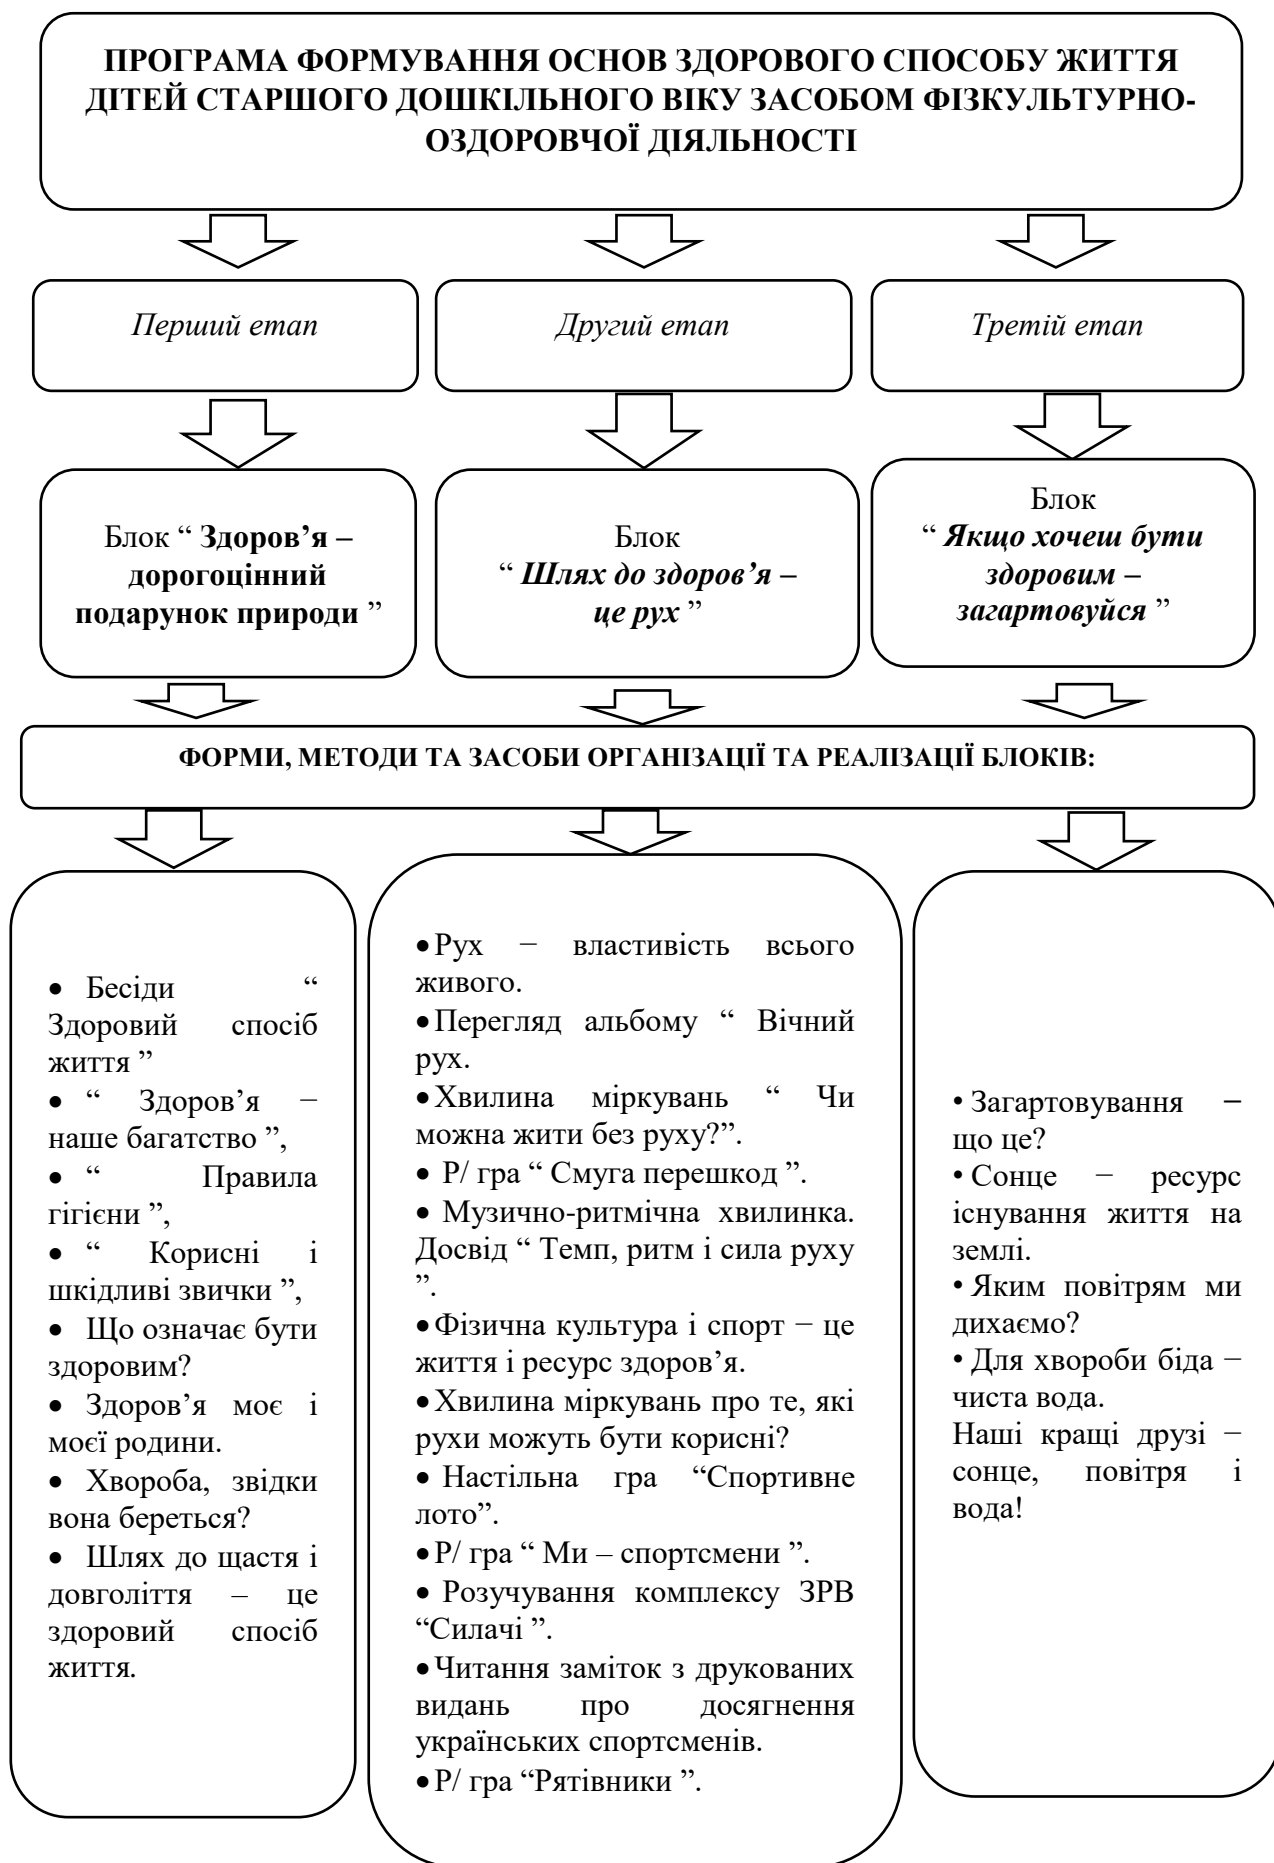 ПРОГРАМА ФОРМУВАННЯ ОСНОВ ЗДОРОВОГО СПОСОБУ ЖИТТЯ
ДІТЕЙ СТАРШОГО ДОШКІЛЬНОГО ВІКУ ЗАСОБОМ ФІЗКУЛЬТУРНО-
ОЗДОРОВЧОЇ ДІЯЛЬНОСТІ
Перший етап
Другий етап
Третій етап
Блок “ Здоров’я –
дорогоцінний
подарунок природи ”
Блок
“ Шлях до здоров’я –
це рух ”
Блок
“ Якщо хочеш бути
здоровим –
загартовуйся ”
ФОРМИ, МЕТОДИ ТА ЗАСОБИ ОРГАНІЗАЦІЇ ТА РЕАЛІЗАЦІЇ БЛОКІВ:
• Бесіди “
Здоровий спосіб
життя ”
• “ Здоров’я −
наше багатство ”,
• “ Правила
гігієни ”,
• “ Корисні і
шкідливі звички ”,
• Що означає бути
здоровим?
• Здоров’я моє і
моєї родини.
• Хвороба, звідки
вона береться?
• Шлях до щастя і
довголіття – це
здоровий спосіб
життя.
• Рух − властивість всього
живого.
• Перегляд альбому “ Вічний
рух.
• Хвилина міркувань “ Чи
можна жити без руху?”.
• Р/ гра “ Смуга перешкод ”.
• Музично-ритмічна хвилинка.
Досвід “ Темп, ритм і сила руху
”.
• Фізична культура і спорт − це
життя і ресурс здоров’я.
• Хвилина міркувань про те, які
рухи можуть бути корисні?
• Настільна гра “Спортивне
лото”.
• Р/ гра “ Ми – спортсмени ”.
• Розучування комплексу ЗРВ
“Силачі ”.
• Читання заміток з друкованих
видань про досягнення
українських спортсменів.
• Р/ гра “Рятівники ”.
• Загартовування –
що це?
• Сонце − ресурс
існування життя на
землі.
• Яким повітрям ми
дихаємо?
• Для хвороби біда −
чиста вода.
Наші кращі друзі −
сонце, повітря і
вода!